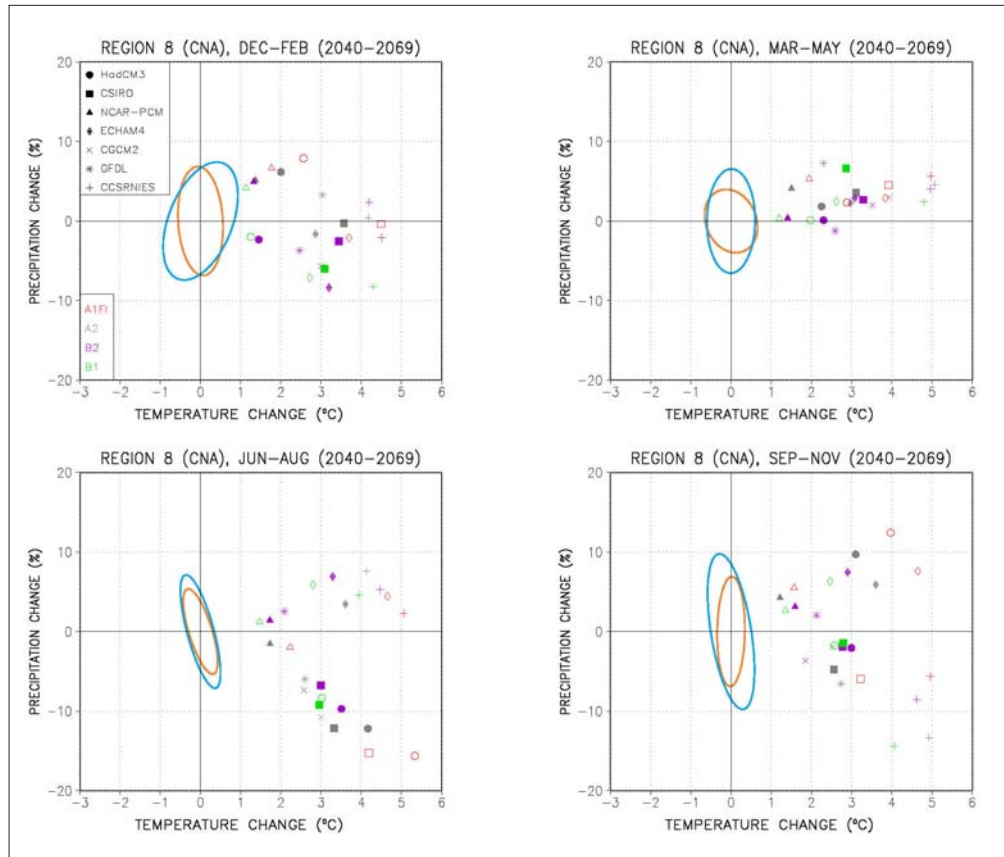 REGION 8 (CNA), DEC-FEB (2040-2069)
20
10
0
-10
-20
PRECIPITATION CHANGE (%)
HadCM3
CSIRO
NCAR-PCM
ECHAM4
CGCM2
GFDL
CCSRNIES
A1FI
A2
B2
B1
-3 -2 -1 0 1 2 3 4 5 6
TEMPERATURE CHANGE (ºC)
REGION 8 (CNA), MAR-MAY (2040-2069)
20
10
0
-10
-20
PRECIPITATION CHANGE (%)
-3 -2 -1 0 1 2 3 4 5 6
TEMPERATURE CHANGE (ºC)
REGION 8 (CNA), JUN-AUG (2040-2069)
20
10
0
-10
-20
PRECIPITATION CHANGE (%)
-3 -2 -1 0 1 2 3 4 5 6
TEMPERATURE CHANGE (ºC)
REGION 8 (CNA), SEP-NOV (2040-2069)
20
10
0
-10
-20
PRECIPITATION CHANGE (%)
-3 -2 -1 0 1 2 3 4 5 6
TEMPERATURE CHANGE (ºC)